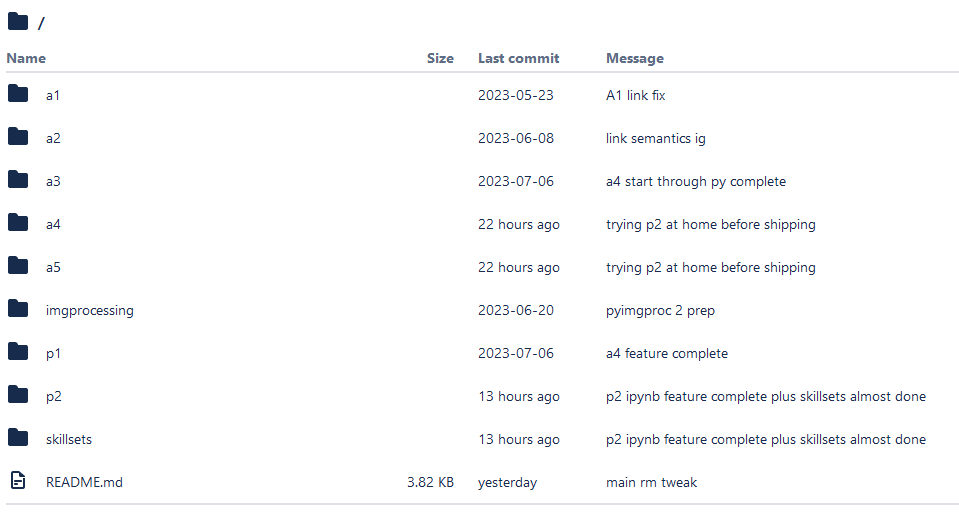 /
Name Size Last commit Message
a1 2023-05-23 A1 link fix
a2 2023-06-08 link semantics ig
a3 2023-07-06 a4 start through py complete
a4 22 hours ago trying p2 at home before shipping
a5 22 hours ago trying p2 at home before shipping
imgprocessing 2023-06-20 pyimgproc 2 prep
p1 2023-07-06 a4 feature complete
p2 13 hours ago p2 ipynb feature complete plus skillsets almost done
skillsets 13 hours ago p2 ipynb feature complete plus skillsets almost done
README.md 3.82 KB yesterday main rm tweak